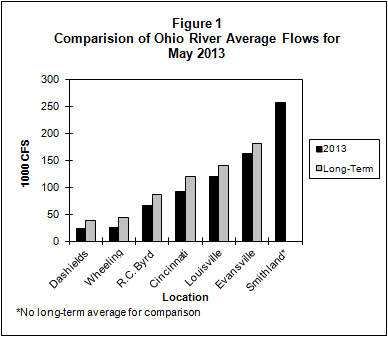 Figure 1
Comparision of Ohio River Average Flows for
May 2013
300
250
200
150
100
50
0
1000 CFS
Dashields
Wheeling
R.C. Byrd
Cincinnati
Louisville
Evansville
Smithland*
Location
2013
Long-Term
*No long-term average for comparison